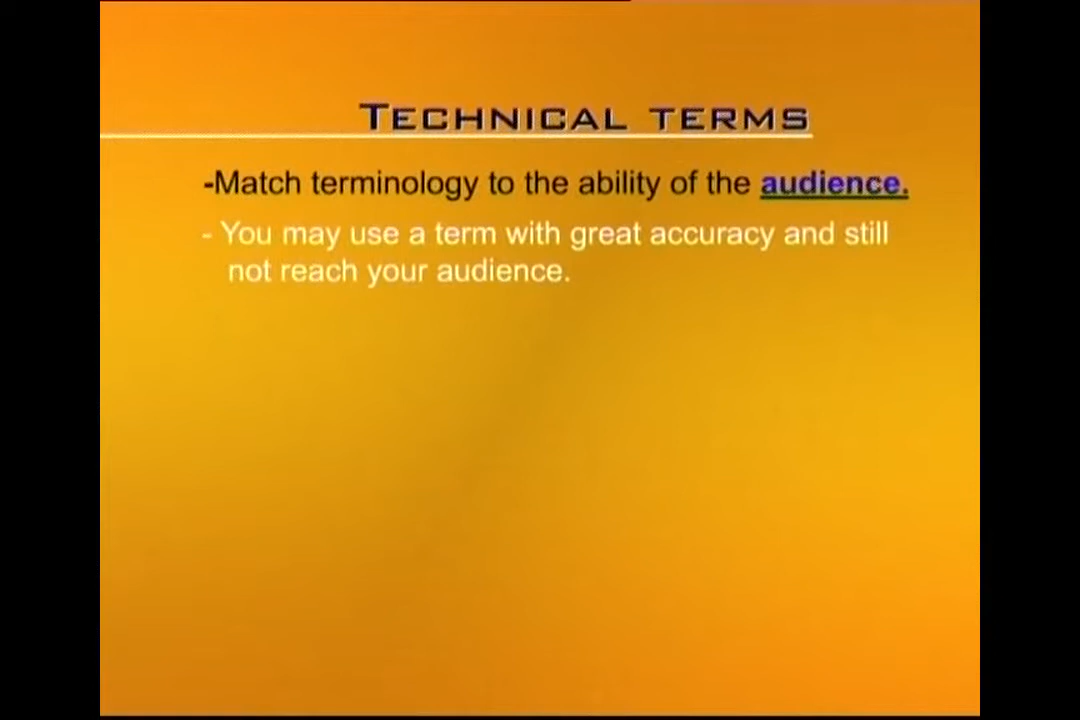 TECHNICAL TERMS
-Match terminology to the ability of the audience.
- You may use a term with great accuracy and still
not reach your audience.